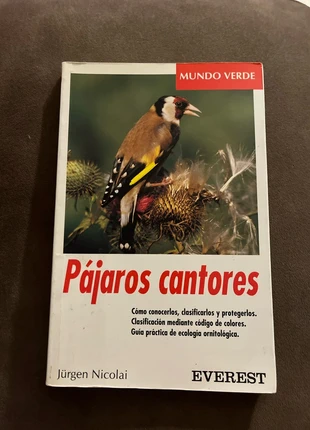 MUNDO VERDE
Pájaros cantores
Cómo conocerlos, clasificarlos y protegerlos.
Clasificación mediante código de colores.
Guía práctica de ecología ornitológica.
Jürgen Nicolai
EVEREST